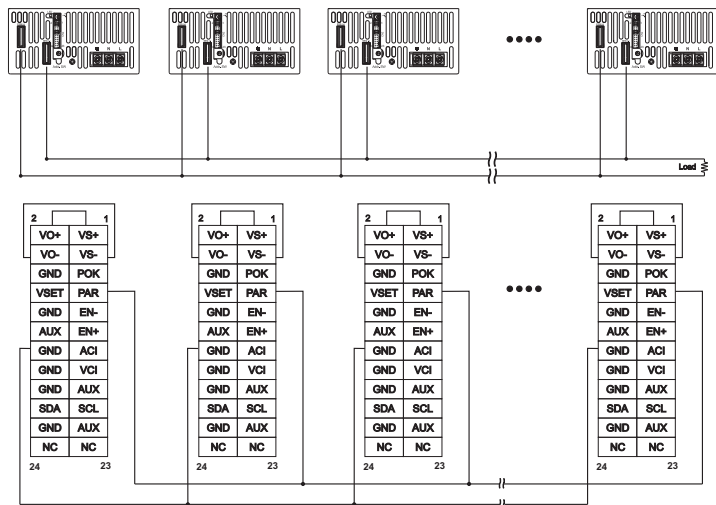 N L
N L
N L
N L
Load
2 1 2 1 2 1 2 1
VO+ VS+ VO+ VS+ VO+ VS+ VO+ VS+
VO- VS- VO- VS- VO- VS- VO- VS-
GND POK GND POK GND POK GND POK
VSET PAR VSET PAR VSET PAR VSET PAR
GND EN- GND EN- GND EN- GND EN-
AUX EN+ AUX EN+ AUX EN+ AUX EN+
GND ACI GND ACI GND ACI GND ACI
GND VCI GND VCI GND VCI GND VCI
GND AUX GND AUX GND AUX GND AUX
SDA SCL SDA SCL SDA SCL SDA SCL
GND AUX GND AUX GND AUX GND AUX
NC NC NC NC NC NC NC NC
24 23 24 23 24 23 24 23